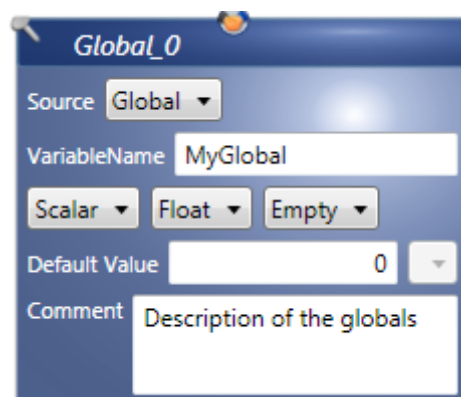 Global_0
Source Global
VariableName MyGlobal
Scalar Float Empty
Default Value 0
Comment Description of the globals